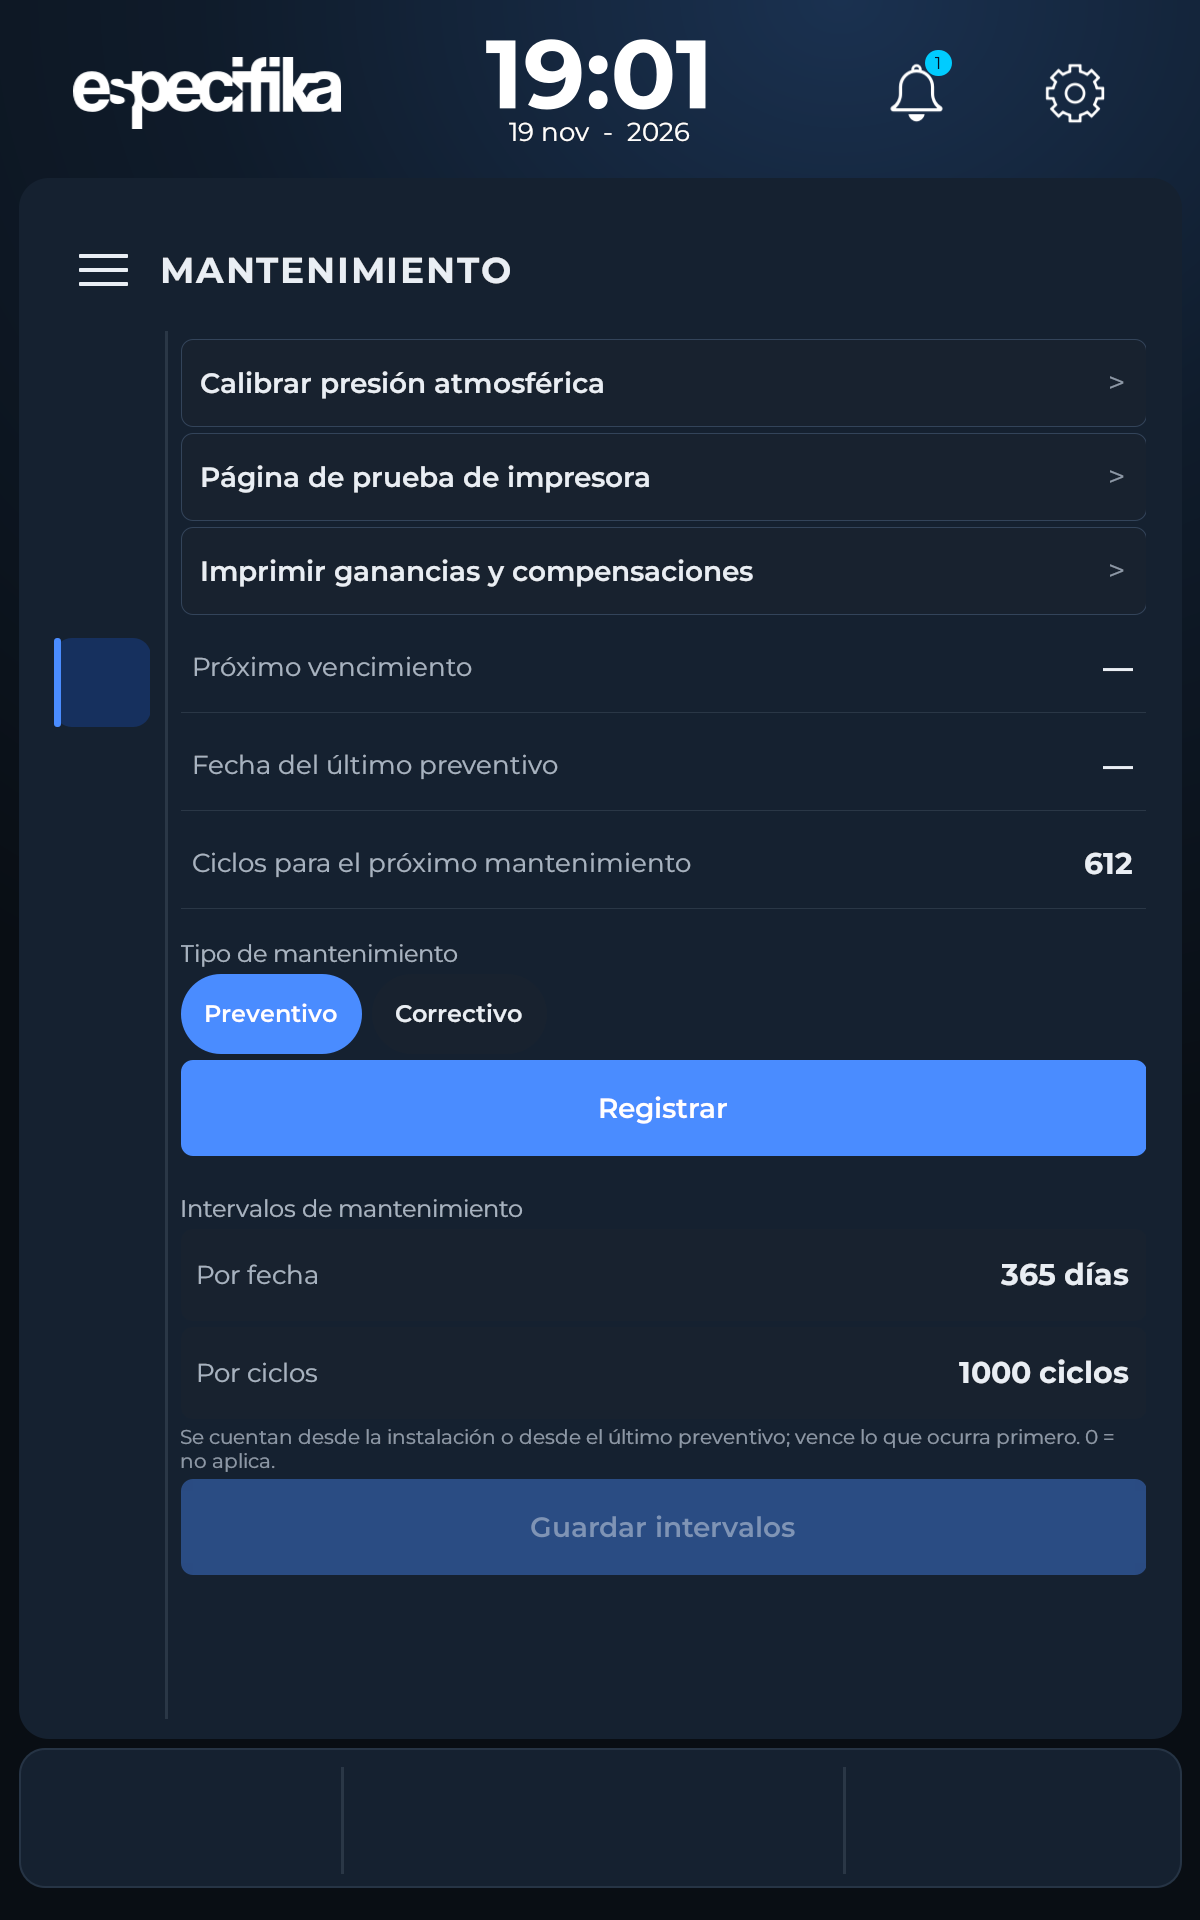 especifika
19:01
19 nov - 2026
1
MANTENIMIENTO
Calibrar presión atmosférica >
Página de prueba de impresora >
Imprimir ganancias y compensaciones >
Próximo vencimiento —
Fecha del último preventivo —
Ciclos para el próximo mantenimiento 612
Tipo de mantenimiento
Preventivo Correctivo
Registrar
Intervalos de mantenimiento
Por fecha 365 días
Por ciclos 1000 ciclos
Se cuentan desde la instalación o desde el último preventivo; vence lo que ocurra primero. 0 =
no aplica.
Guardar intervalos